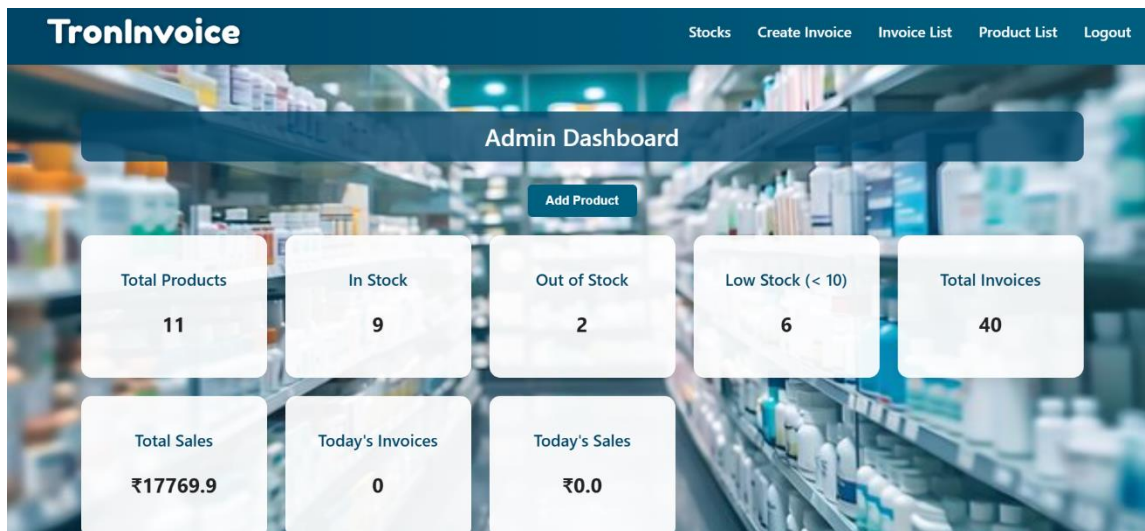 TronInvoice
Stocks Create Invoice Invoice List Product List Logout
Admin Dashboard
Add Product
Total Products In Stock Out of Stock Low Stock (< 10) Total Invoices
11 9 2 6 40
Total Sales Today's Invoices Today's Sales
₹17769.9 0 ₹0.0